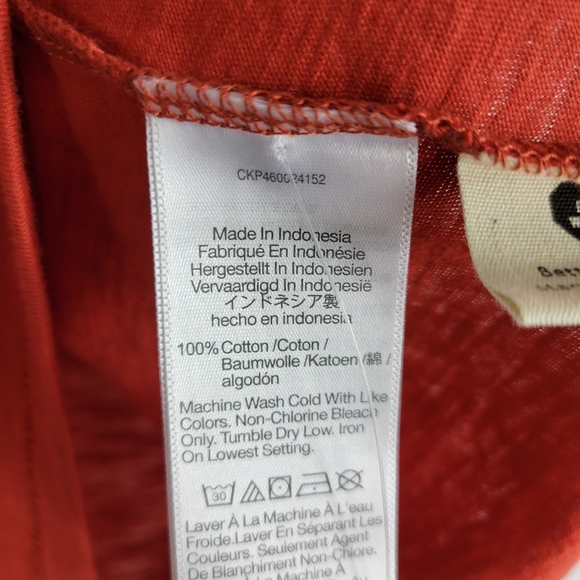 CKP460024152
Made In Indonesia
Fabriqué En Indonésie
Hergestellt In Indonesien
Vervaardigd In Indonesië
インドネシア製
hecho en indonesia
100% Cotton /Coton /
Baumwolle /Katoen /綿 /
algodón
Machine Wash Cold With Like
Colors. Non-Chlorine Bleach
Only. Tumble Dry Low. Iron
On Lowest Setting.
30
Laver À La Machine À L'eau
Froide.Laver En Séparant Les
Couleurs. Seulement Agent
De Blanchiment Non-Chloré.